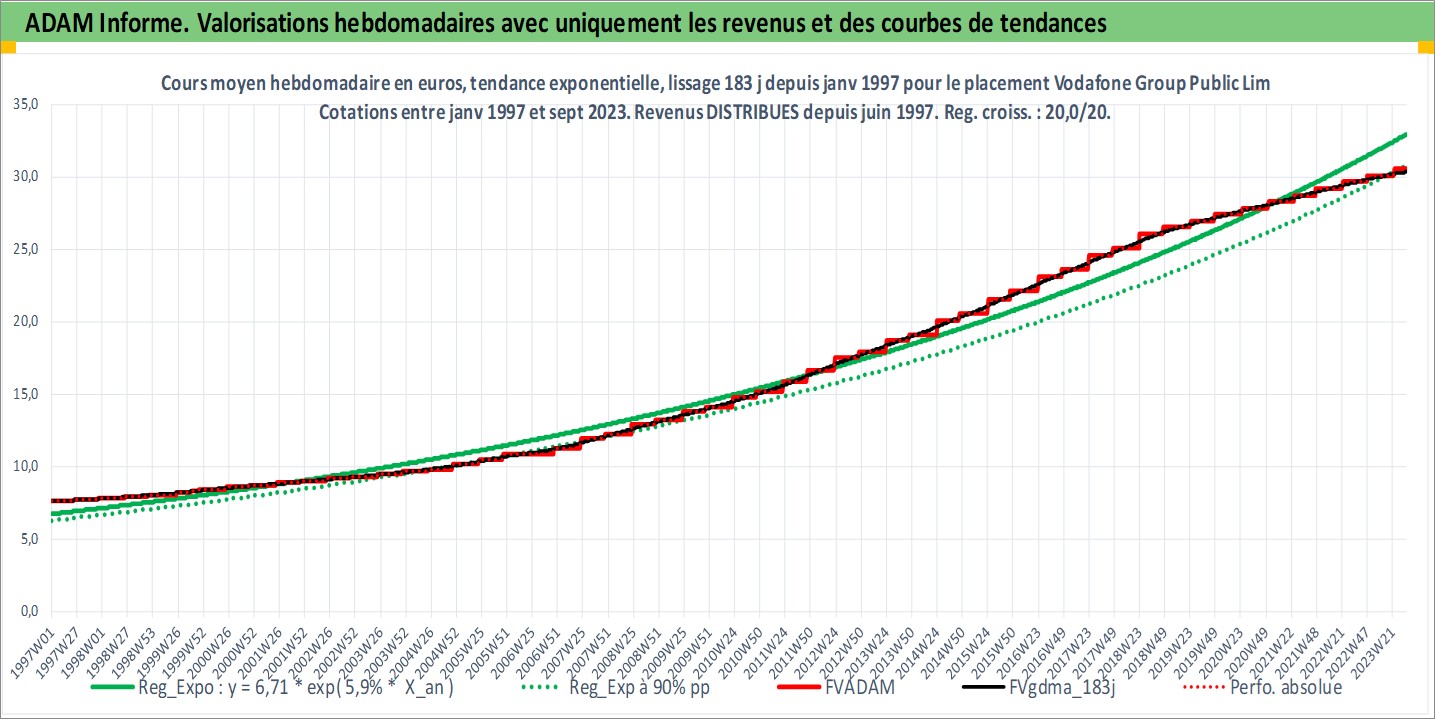 ADAM Informe. Valorisations hebdomadaires avec uniquement les revenus et des courbes de tendances
Cours moyen hebdomadaire en euros, tendance exponentielle, lissage 183 j depuis janv 1997 pour le placement Vodafone Group Public Lim
Cotations entre janv 1997 et sept 2023. Revenus DISTRIBUES depuis juin 1997. Reg. croiss. : 20,0/20.
35,0
30,0
25,0
20,0
15,0
10,0
5,0
0,0
1997W01 1997W27 1998W01 1998W27 1998W53 1999W26 1999W52 2000W26 2000W52 2001W26 2001W52 2002W26 2002W52 2003W26 2003W52 2004W26 2004W52 2005W25 2005W51 2006W25 2006W51 2007W25 2007W51 2008W25 2008W51 2009W25 2009W51 2010W24 2010W50 2011W24 2011W50 2012W24 2012W50 2013W24 2013W50 2014W24 2014W50 2015W24 2015W50 2016W23 2016W49 2017W23 2017W49 2018W23 2018W49 2019W23 2019W49 2020W23 2020W49 2021W22 2021W48 2022W21 2022W47 2023W21
Reg_Expo : y = 6,71 * exp( 5,9% * X_an ) Reg_Exp à 90% pp FVADAM FVgdma_183j Perfo. absolue